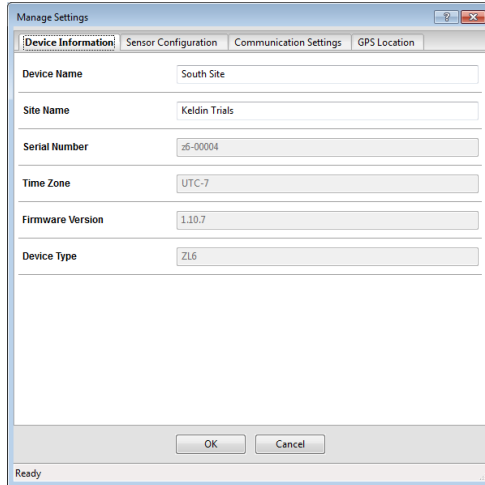 Manage Settings
Device Information Sensor Configuration Communication Settings GPS Location
Device Name South Site
Site Name Keldin Trials
Serial Number z6-00004
Time Zone UTC-7
Firmware Version 1.10.7
Device Type ZL6
OK Cancel
Ready